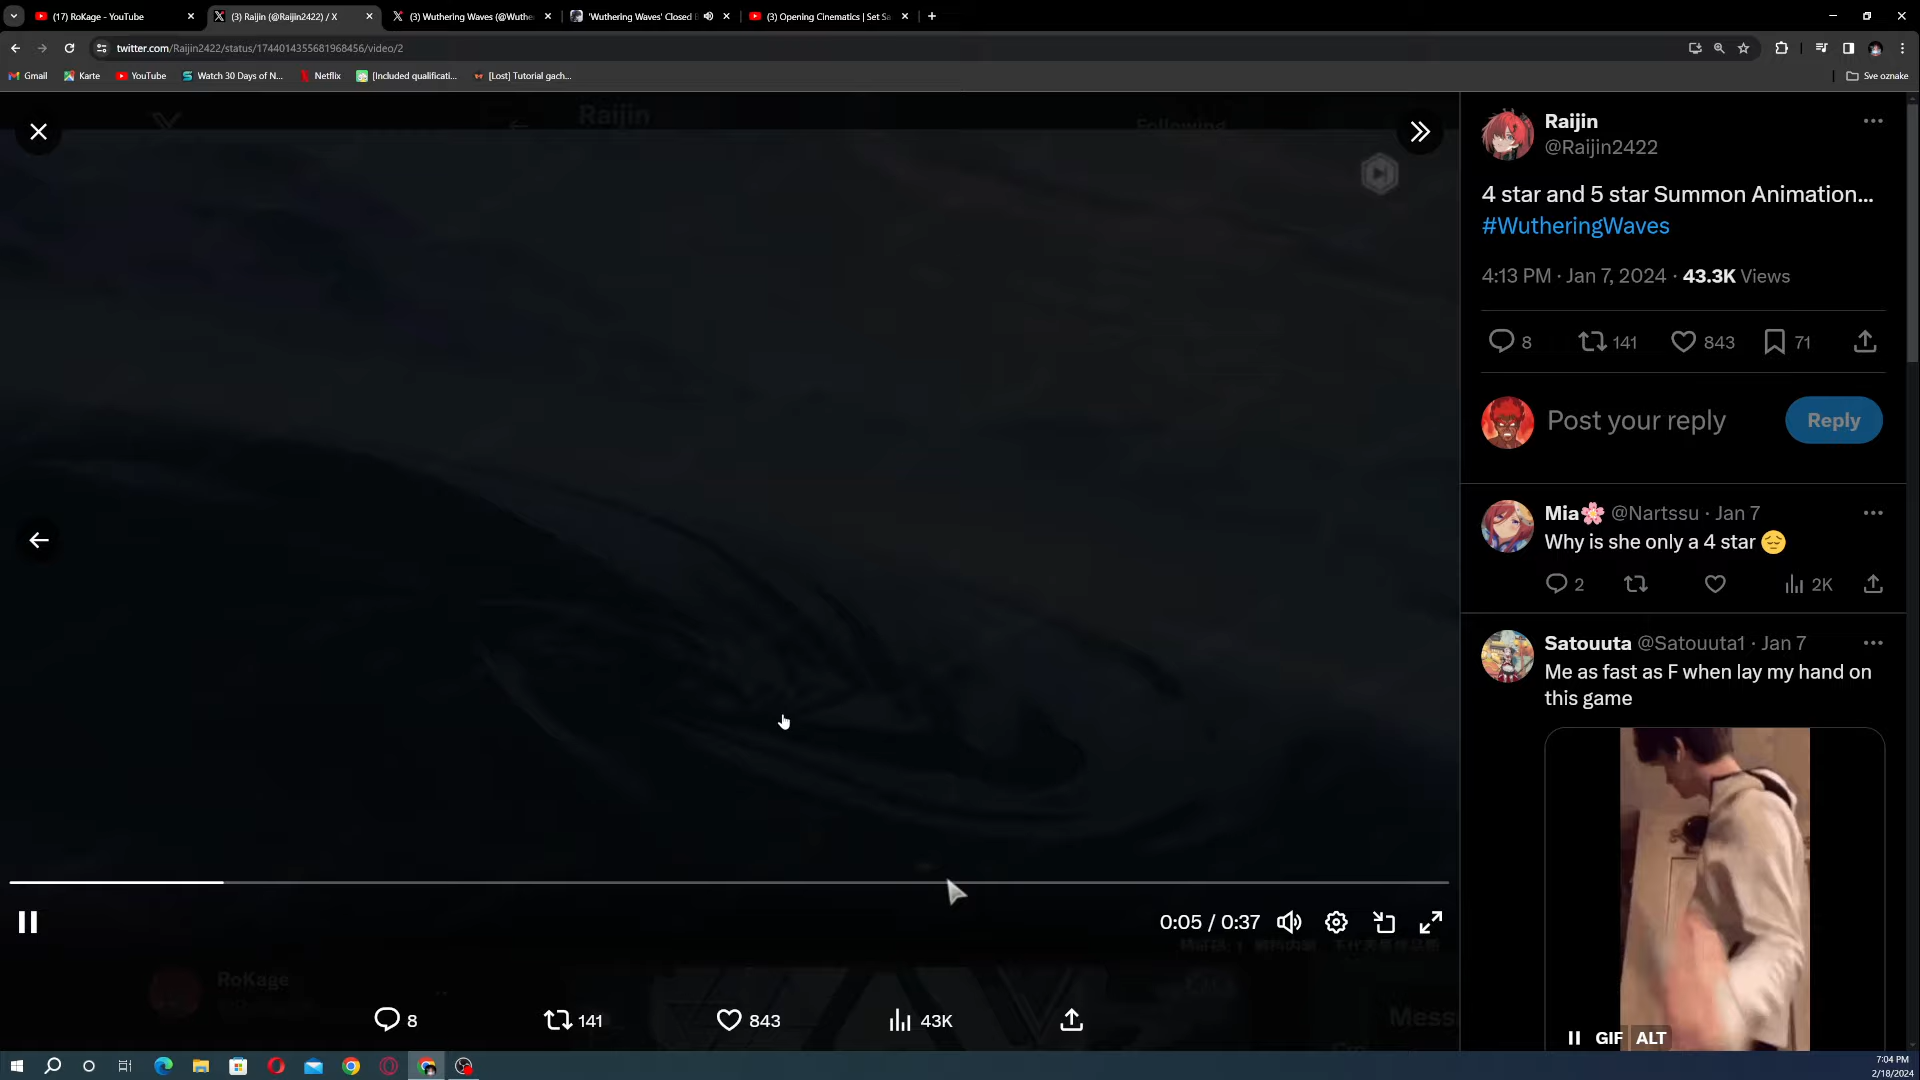 (17) RoKage - YouTube
(3) Raijin (@Raijin2422) / X
(3) Wuthering Waves (@Wuthe
'Wuthering Waves' Closed B
(3) Opening Cinematics | Set Sa
twitter.com/Raijin2422/status/1744014355681968456/video/2
Gmail
Karte
YouTube
Watch 30 Days of N...
Netflix
[Included qualificati...
[Lost] Tutorial gach...
Sve oznake
Raijin
Following
Raijin
@Raijin2422
4 star and 5 star Summon Animation...
#WutheringWaves
4:13 PM · Jan 7, 2024 · 43.3K Views
8
141
843
71
Post your reply
Reply
Mia🌸 @Nartssu · Jan 7
Why is she only a 4 star 😔
2
2K
Satouuta @Satouuta1 · Jan 7
Me as fast as F when lay my hand on
this game
GIF
ALT
0:05 / 0:37
RoKage
Mess
8
141
843
43K
7:04 PM
2/18/2024